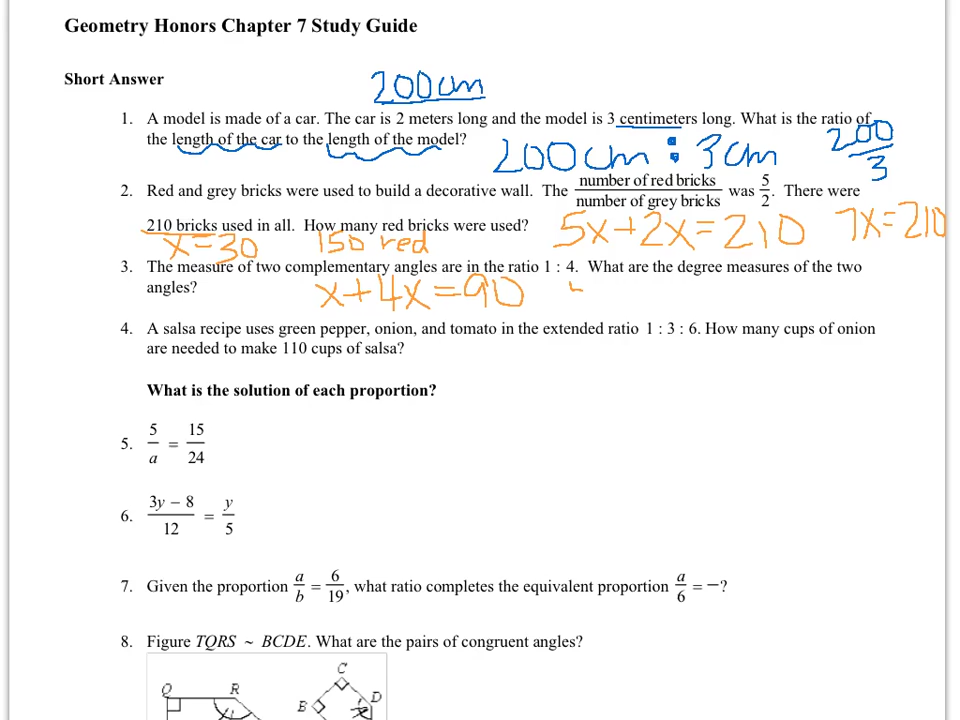 Geometry Honors Chapter 7 Study Guide
Short Answer
200cm
1. A model is made of a car. The car is 2 meters long and the model is 3 centimeters long. What is the ratio of
the length of the car to the length of the model?
200cm : 3cm
200/3
2. Red and grey bricks were used to build a decorative wall. The number of red bricks/number of grey bricks was 5/2. There were
210 bricks used in all. How many red bricks were used?
5x+2x=210 7x=210
x=30 150 red
3. The measure of two complementary angles are in the ratio 1 : 4. What are the degree measures of the two
angles?
x+4x=90
4. A salsa recipe uses green pepper, onion, and tomato in the extended ratio 1 : 3 : 6. How many cups of onion
are needed to make 110 cups of salsa?
What is the solution of each proportion?
5. 5/a = 15/24
6. 3y − 8/12 = y/5
7. Given the proportion a/b = 6/19, what ratio completes the equivalent proportion a/6 = —?
8. Figure TQRS ~ BCDE. What are the pairs of congruent angles?
C
Q R D
B